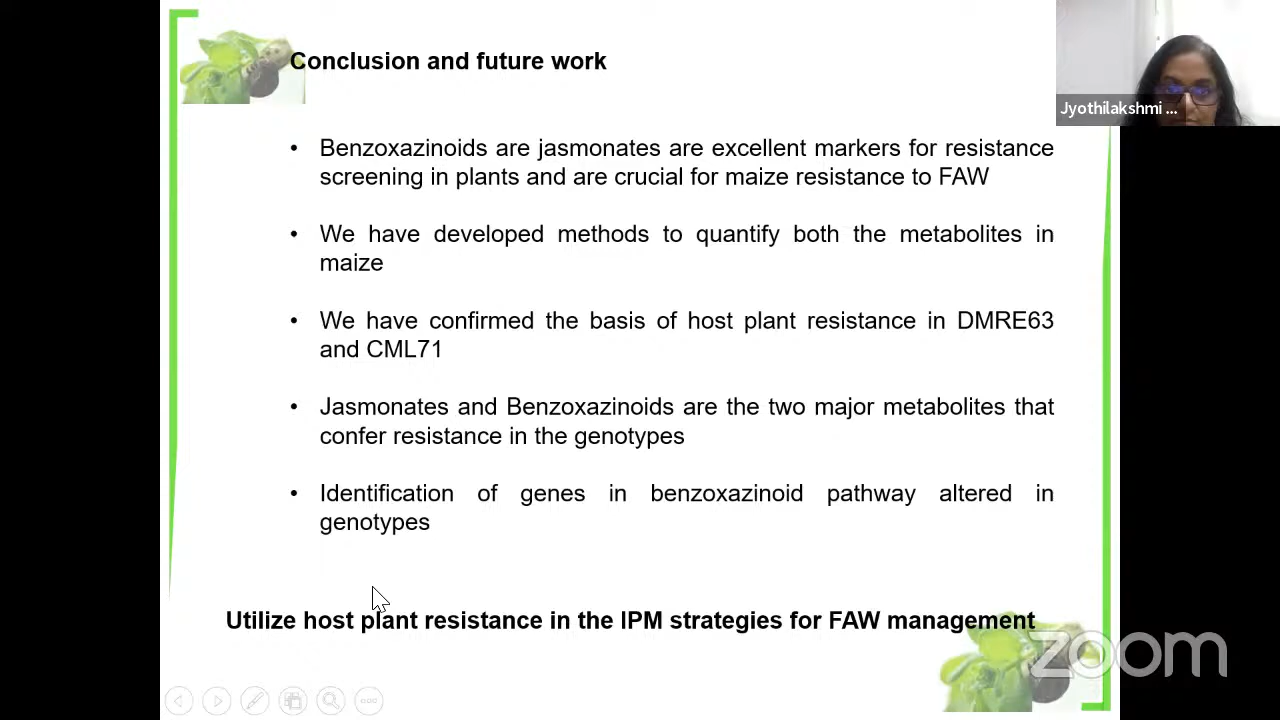 Conclusion and future work
Jyothilakshmi ...
• Benzoxazinoids are jasmonates are excellent markers for resistance
screening in plants and are crucial for maize resistance to FAW
• We have developed methods to quantify both the metabolites in
maize
• We have confirmed the basis of host plant resistance in DMRE63
and CML71
• Jasmonates and Benzoxazinoids are the two major metabolites that
confer resistance in the genotypes
• Identification of genes in benzoxazinoid pathway altered in
genotypes
Utilize host plant resistance in the IPM strategies for FAW management
zoom